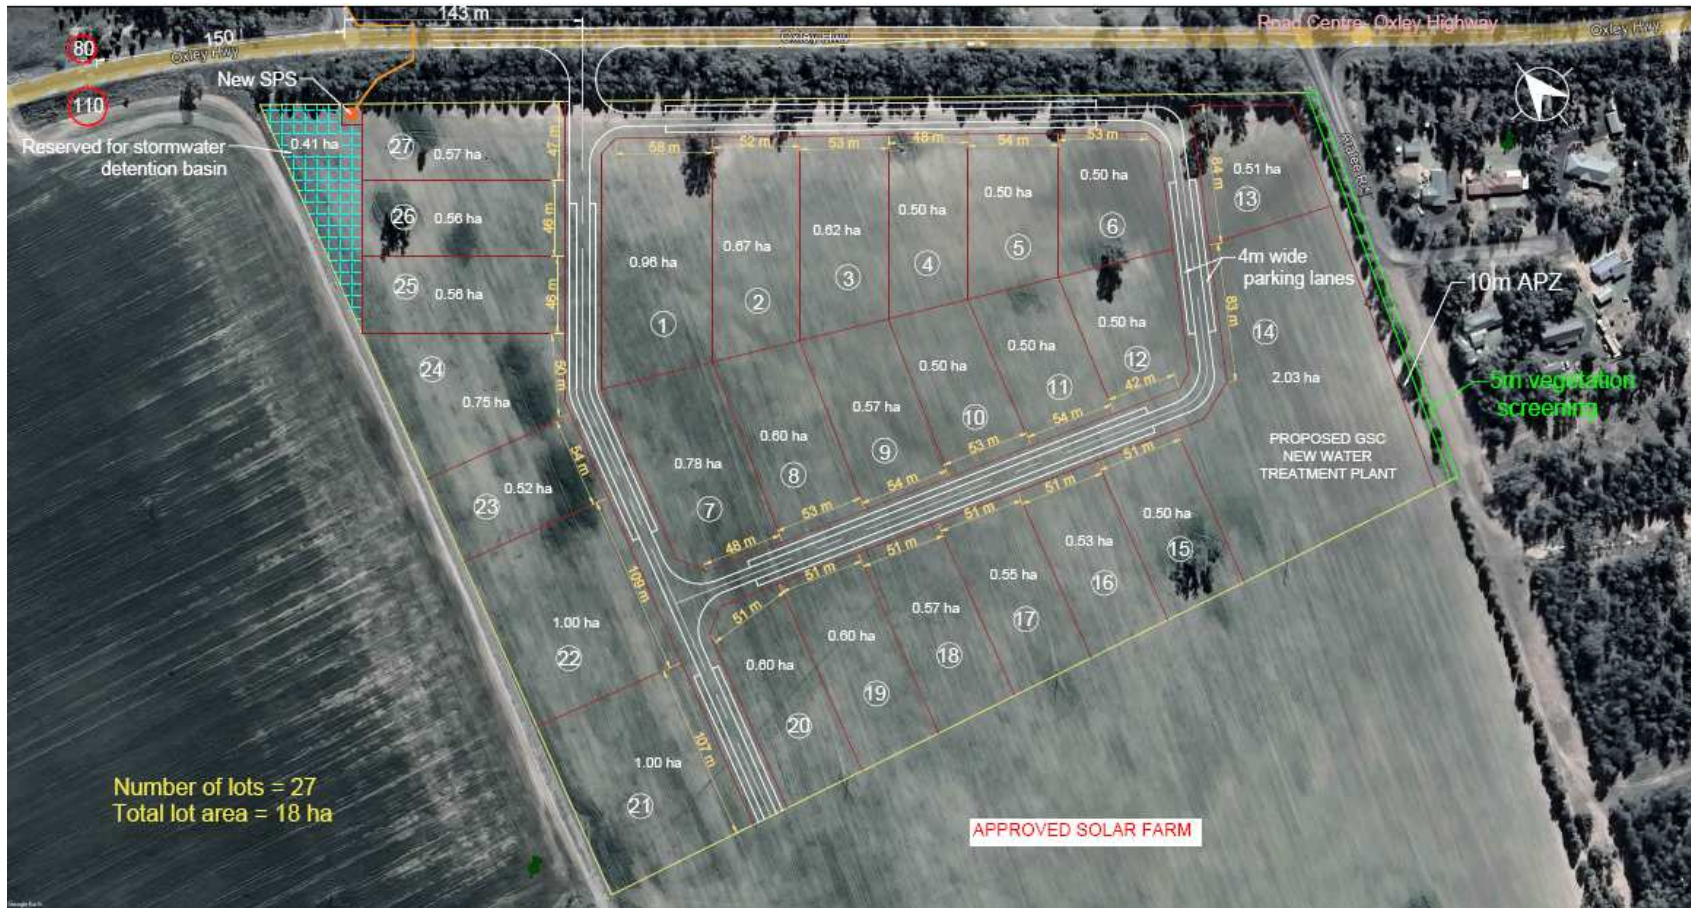 143 m
150
80
Oxley Hwy
Oxley Hwy
Road Centre- Oxley Highway
Oxley Hwy
110
New SPS
Reserved for stormwater
detention basin
0.41 ha
27
0.57 ha
47 m
26
0.56 ha
46 m
25
0.56 ha
46 m
24
0.75 ha
23
0.52 ha
54 m
22
1.00 ha
109 m
21
1.00 ha
107 m
58 m
52 m
53 m
48 m
54 m
53 m
0.96 ha
1
0.67 ha
2
0.62 ha
3
0.50 ha
4
0.50 ha
5
0.50 ha
6
84 m
0.51 ha
13
4m wide
parking lanes
83 m
14
2.03 ha
PROPOSED GSC
NEW WATER
TREATMENT PLANT
10m APZ
5m vegetation
screening
0.78 ha
7
0.60 ha
8
0.57 ha
9
0.50 ha
10
0.50 ha
11
0.50 ha
12
48 m
53 m
54 m
53 m
54 m
42 m
51 m
51 m
51 m
51 m
51 m
51 m
0.50 ha
15
0.53 ha
16
0.55 ha
17
0.57 ha
18
0.60 ha
19
0.60 ha
20
Number of lots = 27
Total lot area = 18 ha
APPROVED SOLAR FARM